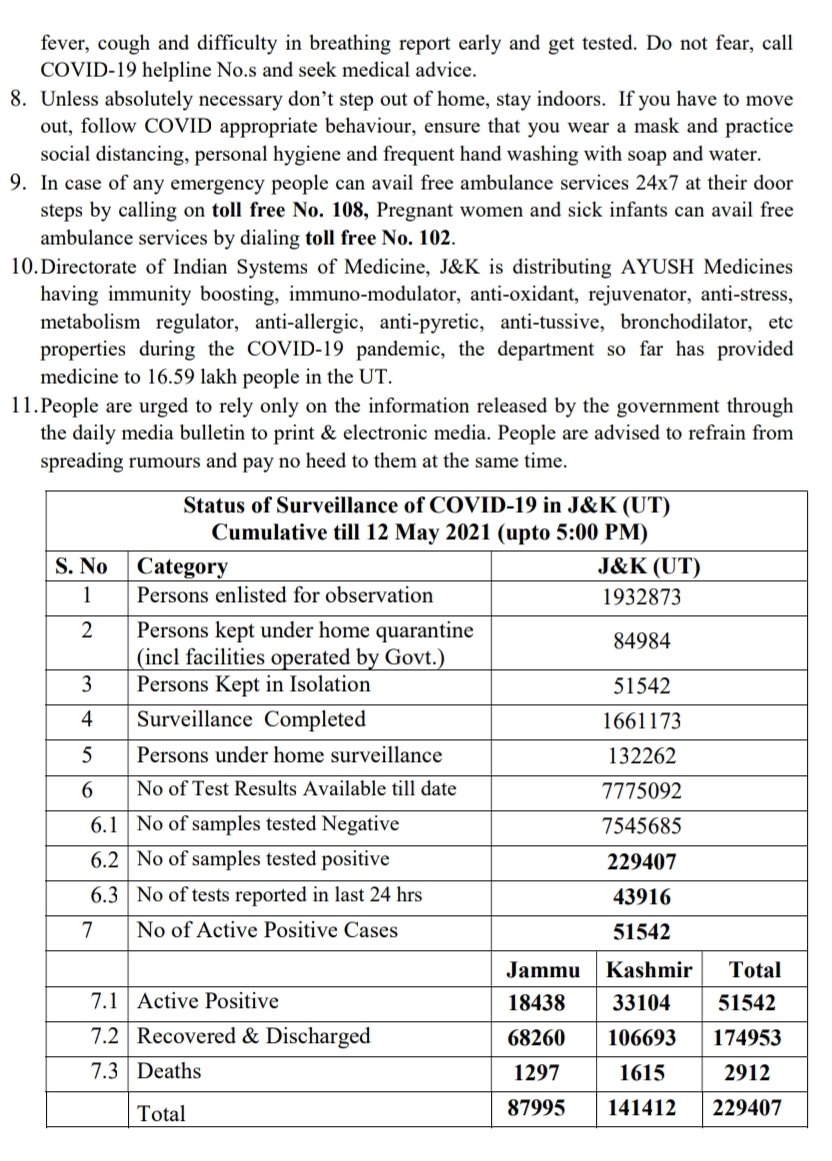 fever, cough and difficulty in breathing report early and get tested. Do not fear, call
COVID-19 helpline No.s and seek medical advice.
8. Unless absolutely necessary don’t step out of home, stay indoors. If you have to move
out, follow COVID appropriate behaviour, ensure that you wear a mask and practice
social distancing, personal hygiene and frequent hand washing with soap and water.
9. In case of any emergency people can avail free ambulance services 24x7 at their door
steps by calling on toll free No. 108, Pregnant women and sick infants can avail free
ambulance services by dialing toll free No. 102.
10.Directorate of Indian Systems of Medicine, J&K is distributing AYUSH Medicines
having immunity boosting, immuno-modulator, anti-oxidant, rejuvenator, anti-stress,
metabolism regulator, anti-allergic, anti-pyretic, anti-tussive, bronchodilator, etc
properties during the COVID-19 pandemic, the department so far has provided
medicine to 16.59 lakh people in the UT.
11.People are urged to rely only on the information released by the government through
the daily media bulletin to print & electronic media. People are advised to refrain from
spreading rumours and pay no heed to them at the same time.
Status of Surveillance of COVID-19 in J&K (UT)
Cumulative till 12 May 2021 (upto 5:00 PM)
S. No Category J&K (UT)
1 Persons enlisted for observation 1932873
2 Persons kept under home quarantine
(incl facilities operated by Govt.) 84984
3 Persons Kept in Isolation 51542
4 Surveillance Completed 1661173
5 Persons under home surveillance 132262
6 No of Test Results Available till date 7775092
6.1 No of samples tested Negative 7545685
6.2 No of samples tested positive 229407
6.3 No of tests reported in last 24 hrs 43916
7 No of Active Positive Cases 51542
Jammu Kashmir Total
7.1 Active Positive 18438 33104 51542
7.2 Recovered & Discharged 68260 106693 174953
7.3 Deaths 1297 1615 2912
Total 87995 141412 229407